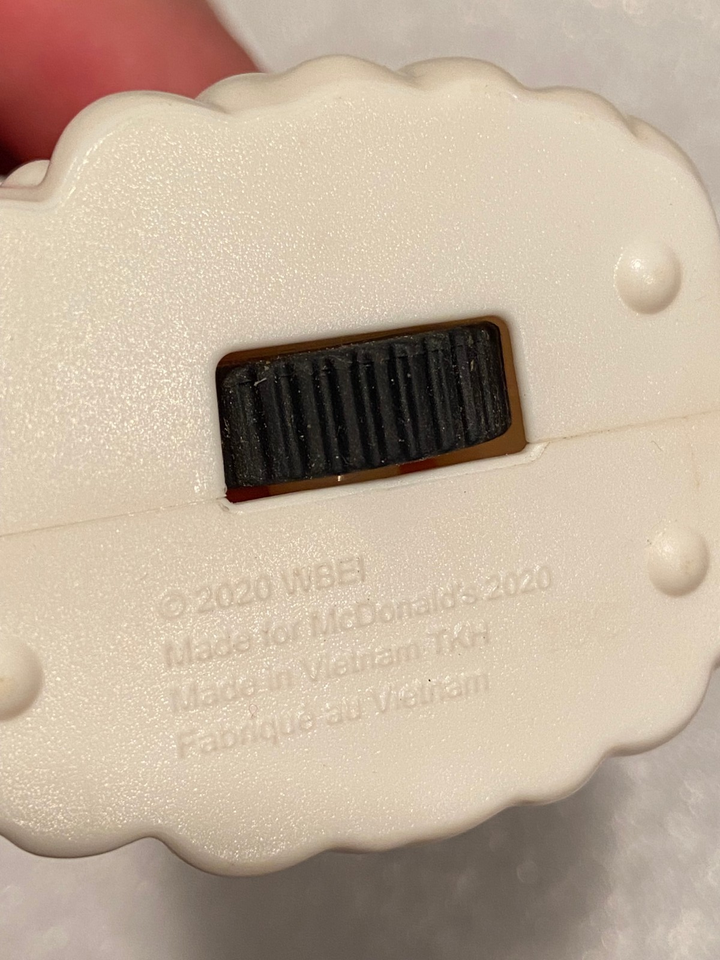 © 2020 WBEI
Made for McDonald's 2020
Made in Vietnam TKH
Fabriqué au Vietnam